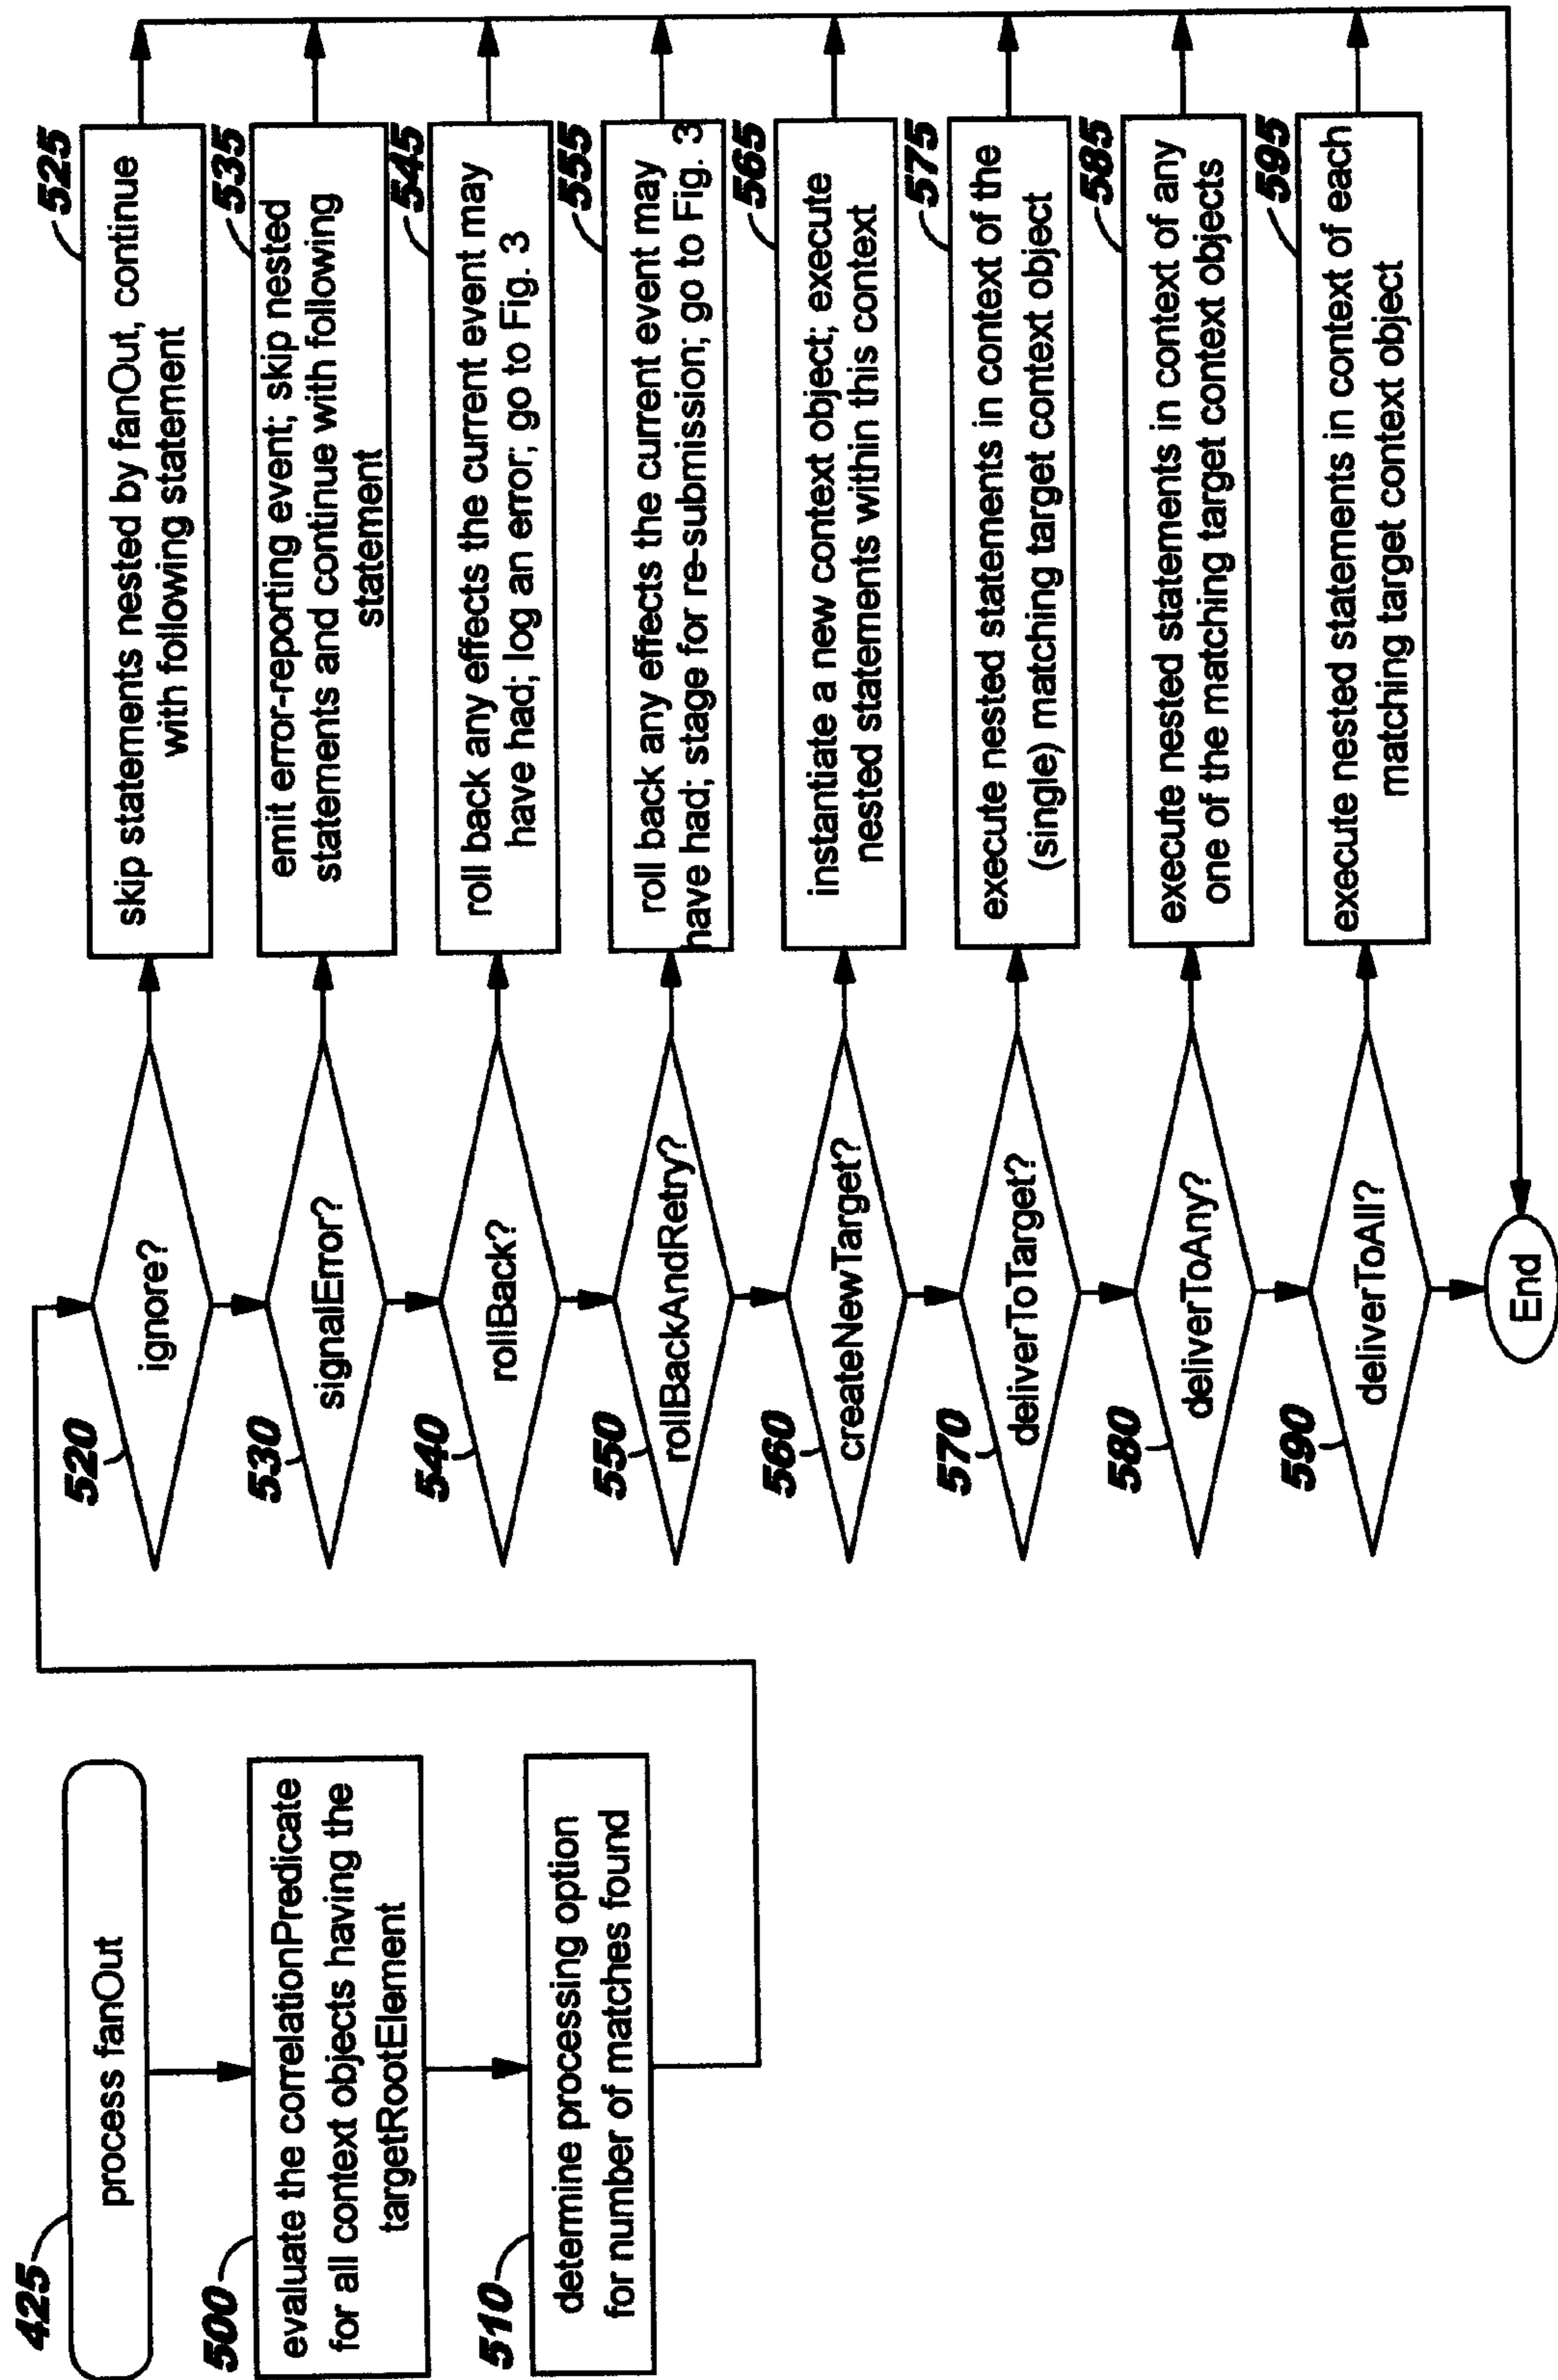 425
process fanOut
500
evaluate the correlationPredicate
for all context objects having the
targetRootElement
510
determine processing option
for number of matches found
520
ignore?
525
skip statements nested by fanOut, continue
with following statement
530
signalError?
535
emit error-reporting event; skip nested
statements and continue with following
statement
540
rollBack?
545
roll back any effects the current event may
have had; log an error; go to Fig. 3
550
rollBackAndRetry?
555
roll back any effects the current event may
have had; stage for re-submission; go to Fig. 3
560
createNewTarget?
565
instantiate a new context object; execute
nested statements within this context
570
deliverToTarget?
575
execute nested statements in context of the
(single) matching target context object
580
deliverToAny?
585
execute nested statements in context of any
one of the matching target context objects
590
deliverToAll?
595
execute nested statements in context of each
matching target context object
End